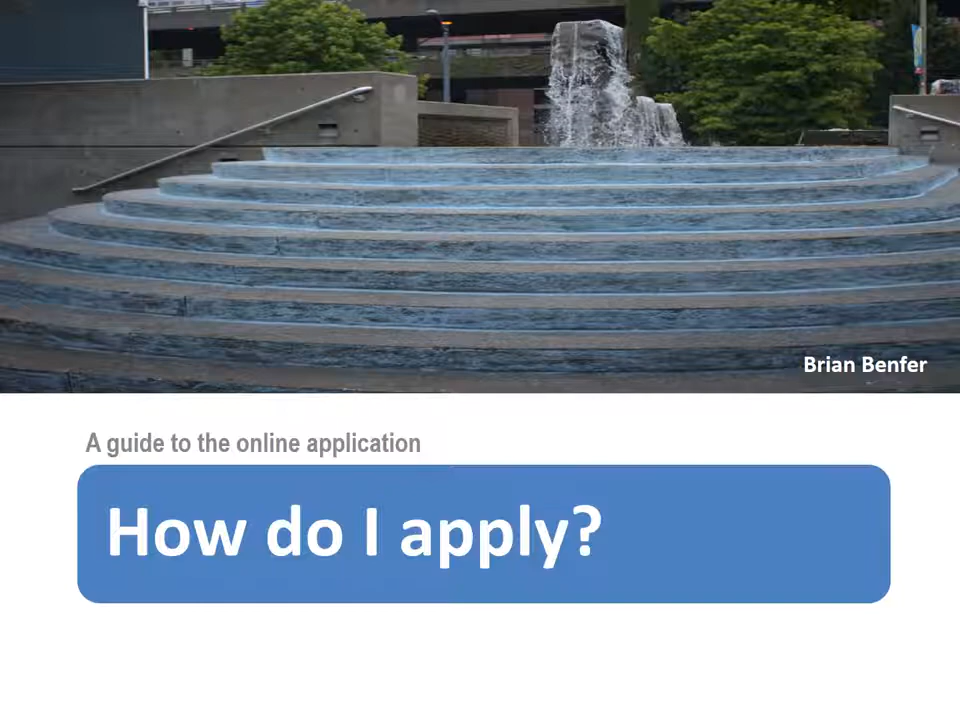 Brian Benfer
A guide to the online application
How do I apply?